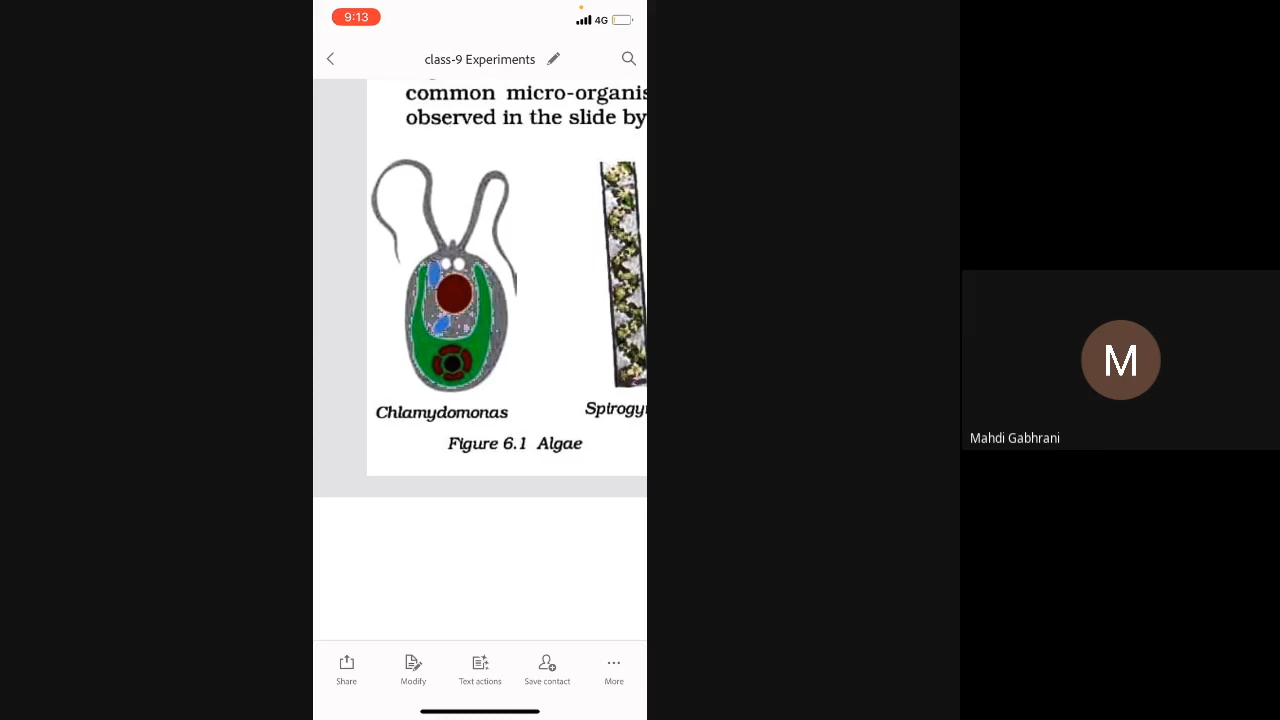 9:13
4G
class-9 Experiments
common micro-organis
observed in the slide by
Chlamydomonas
Spirogy
Figure 6.1 Algae
Share
Modify
Text actions
Save contact
More
M
Mahdi Gabhrani